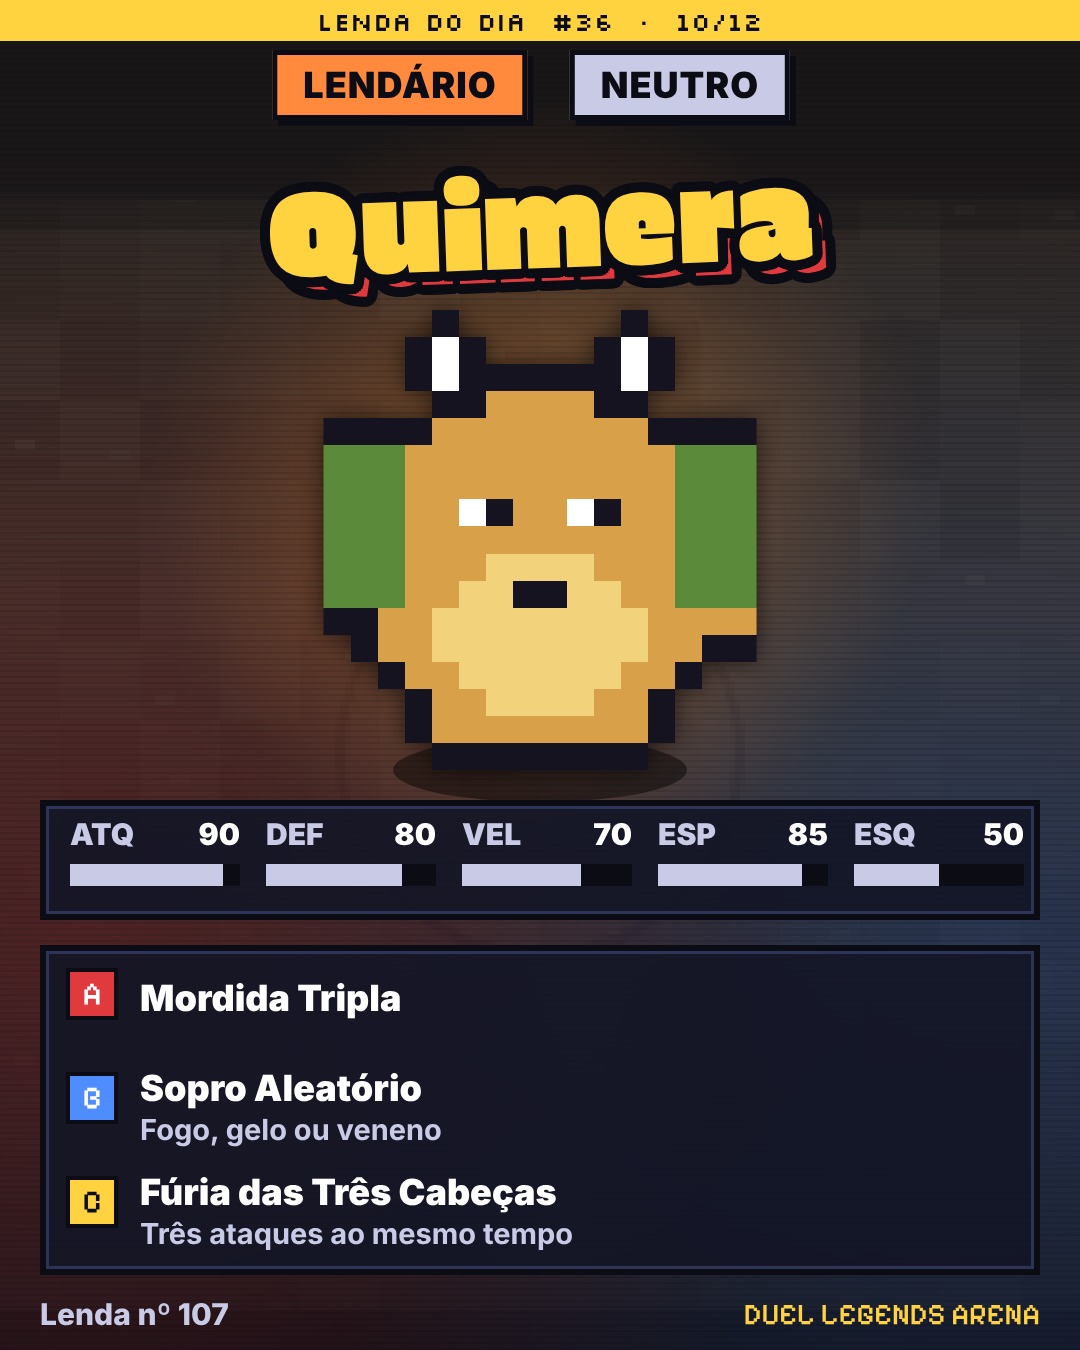 LENDA DO DIA #36 · 10/12
LENDÁRIO NEUTRO
Quimera
ATQ 90 DEF 80 VEL 70 ESP 85 ESQ 50
A Mordida Tripla
B Sopro Aleatório
Fogo, gelo ou veneno
C Fúria das Três Cabeças
Três ataques ao mesmo tempo
Lenda nº 107 DUEL LEGENDS ARENA